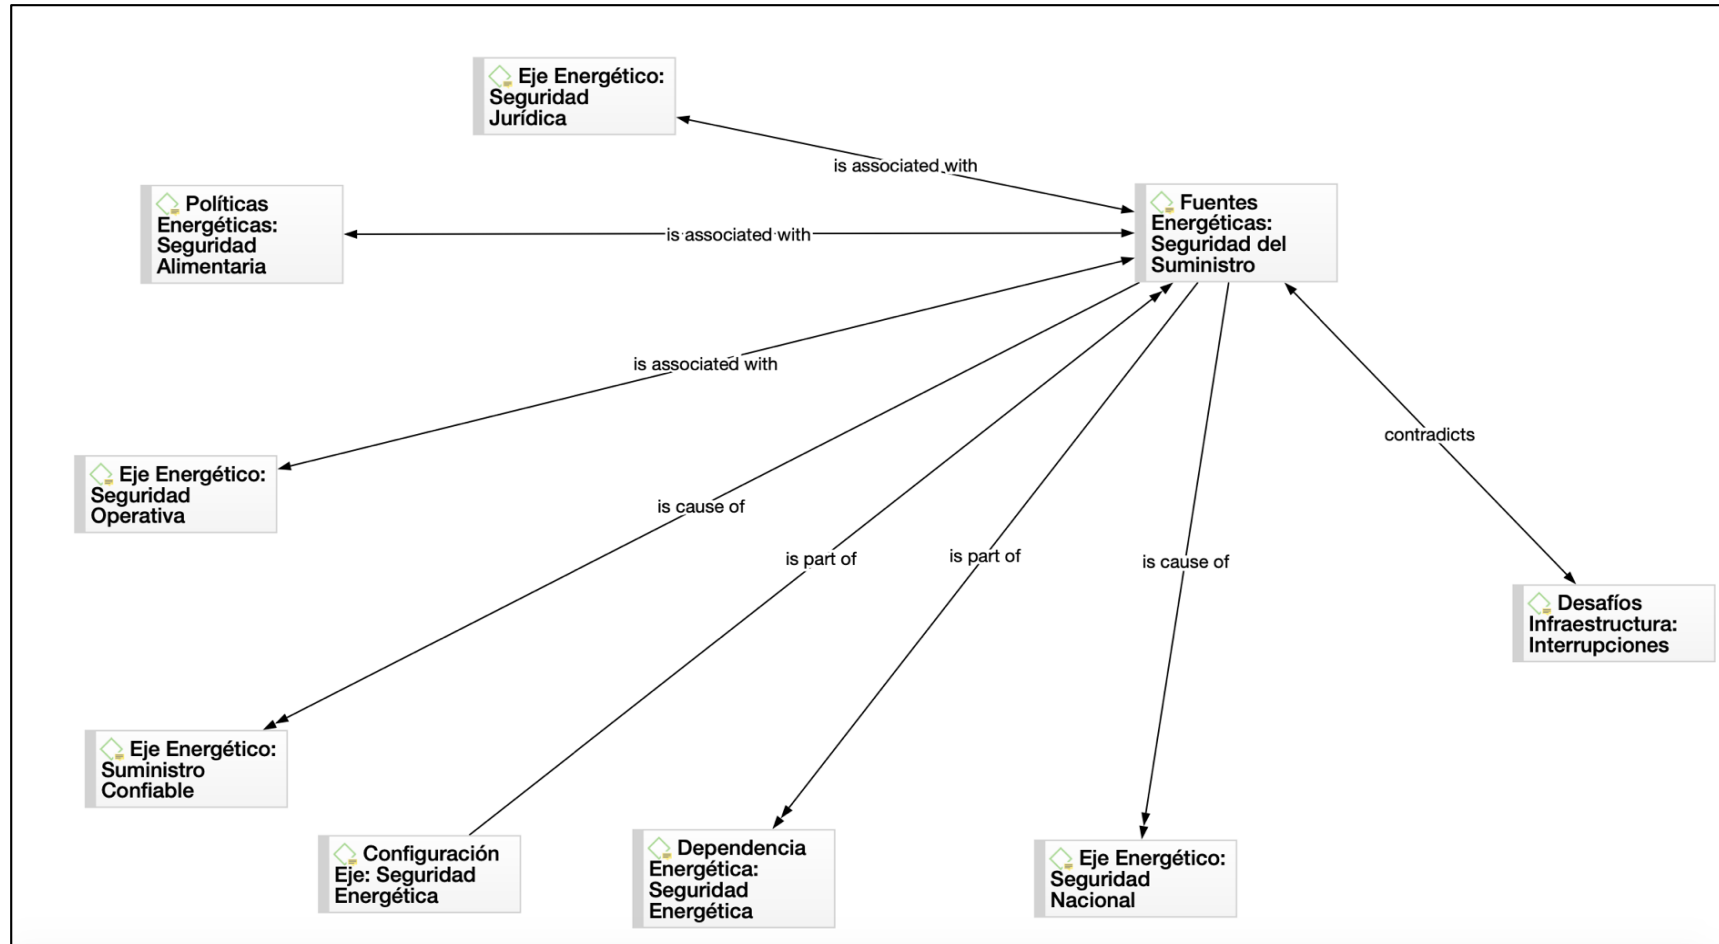 Eje Energético:
Seguridad
Jurídica
is associated with
Políticas
Energéticas:
Seguridad
Alimentaria
is associated with
Fuentes
Energéticas:
Seguridad del
Suministro
is associated with
contradicts
Eje Energético:
Seguridad
Operativa
is cause of
is part of
is part of
is cause of
Desafíos
Infraestructura:
Interrupciones
Eje Energético:
Suministro
Confiable
Configuración
Eje: Seguridad
Energética
Dependencia
Energética:
Seguridad
Energética
Eje Energético:
Seguridad
Nacional